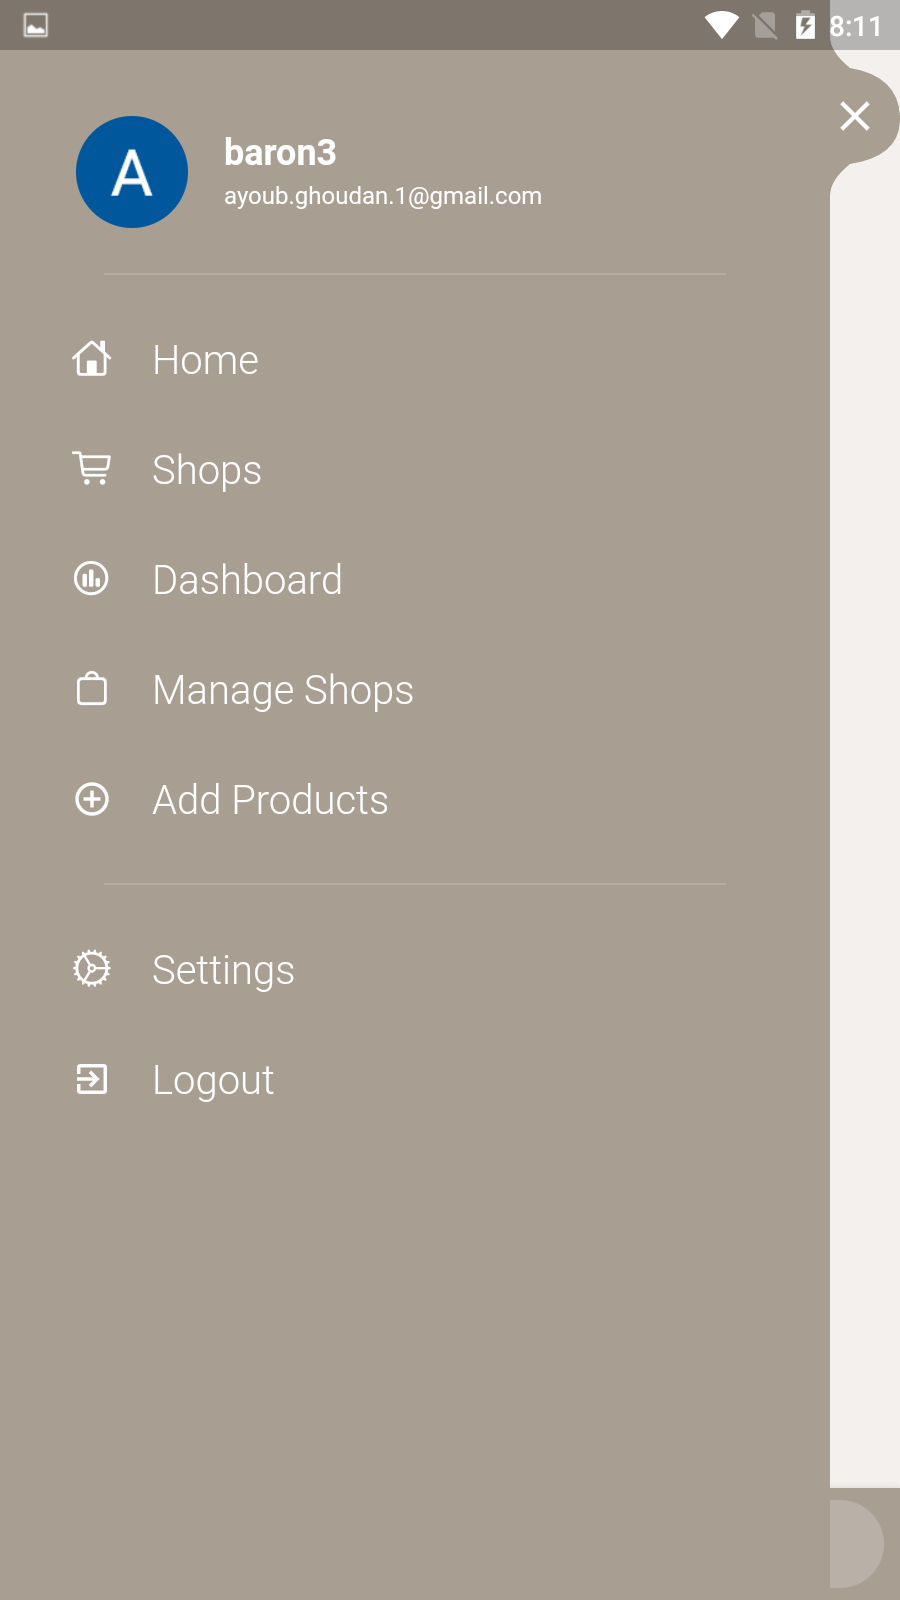 8:11
A
baron3
ayoub.ghoudan.1@gmail.com
Home
Shops
Dashboard
Manage Shops
Add Products
Settings
Logout